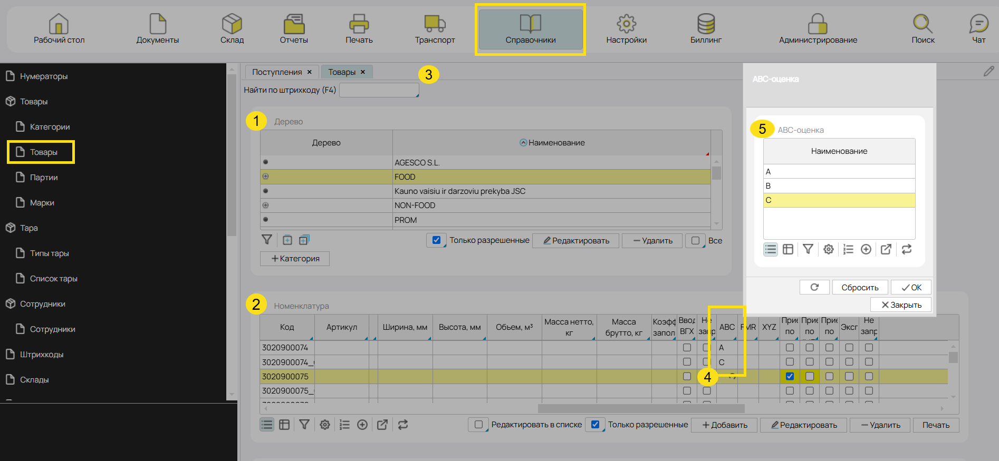 Рабочий стол
Документы
Склад
Отчеты
Печать
Транспорт
Справочники
Настройки
Биллинг
Администрирование
Поиск
Чат
Нумераторы
Товары
Категории
Товары
Партии
Марки
Тара
Типы тары
Список тары
Сотрудники
Сотрудники
Штрихкоды
Склады
Поступления ×
Товары ×
3
Найти по штрихкоду (F4)
1
Дерево
Дерево
Наименование
AGESCO S.L.
FOOD
Kauno vaisiu ir darzoviu prekyba JSC
NON-FOOD
PROM
Только разрешенные
Редактировать
Удалить
Все
Категория
2
Номенклатура
Код
Артикул
Ширина, мм
Высота, мм
Объем, м³
Масса нетто, кг
Масса брутто, кг
Коэфф запол
Ввод ВГХ
Не запр
ABC
FMR
XYZ
Прие по
Прие по
Прие по
Эксг
Не запр
3020900074
A
3020900074_
C
3020900075
4
3020900075_
Редактировать в списке
Только разрешенные
Добавить
Редактировать
Удалить
Печать
ABC-оценка
5
ABC-оценка
Наименование
A
B
C
Сбросить
OK
Закрыть